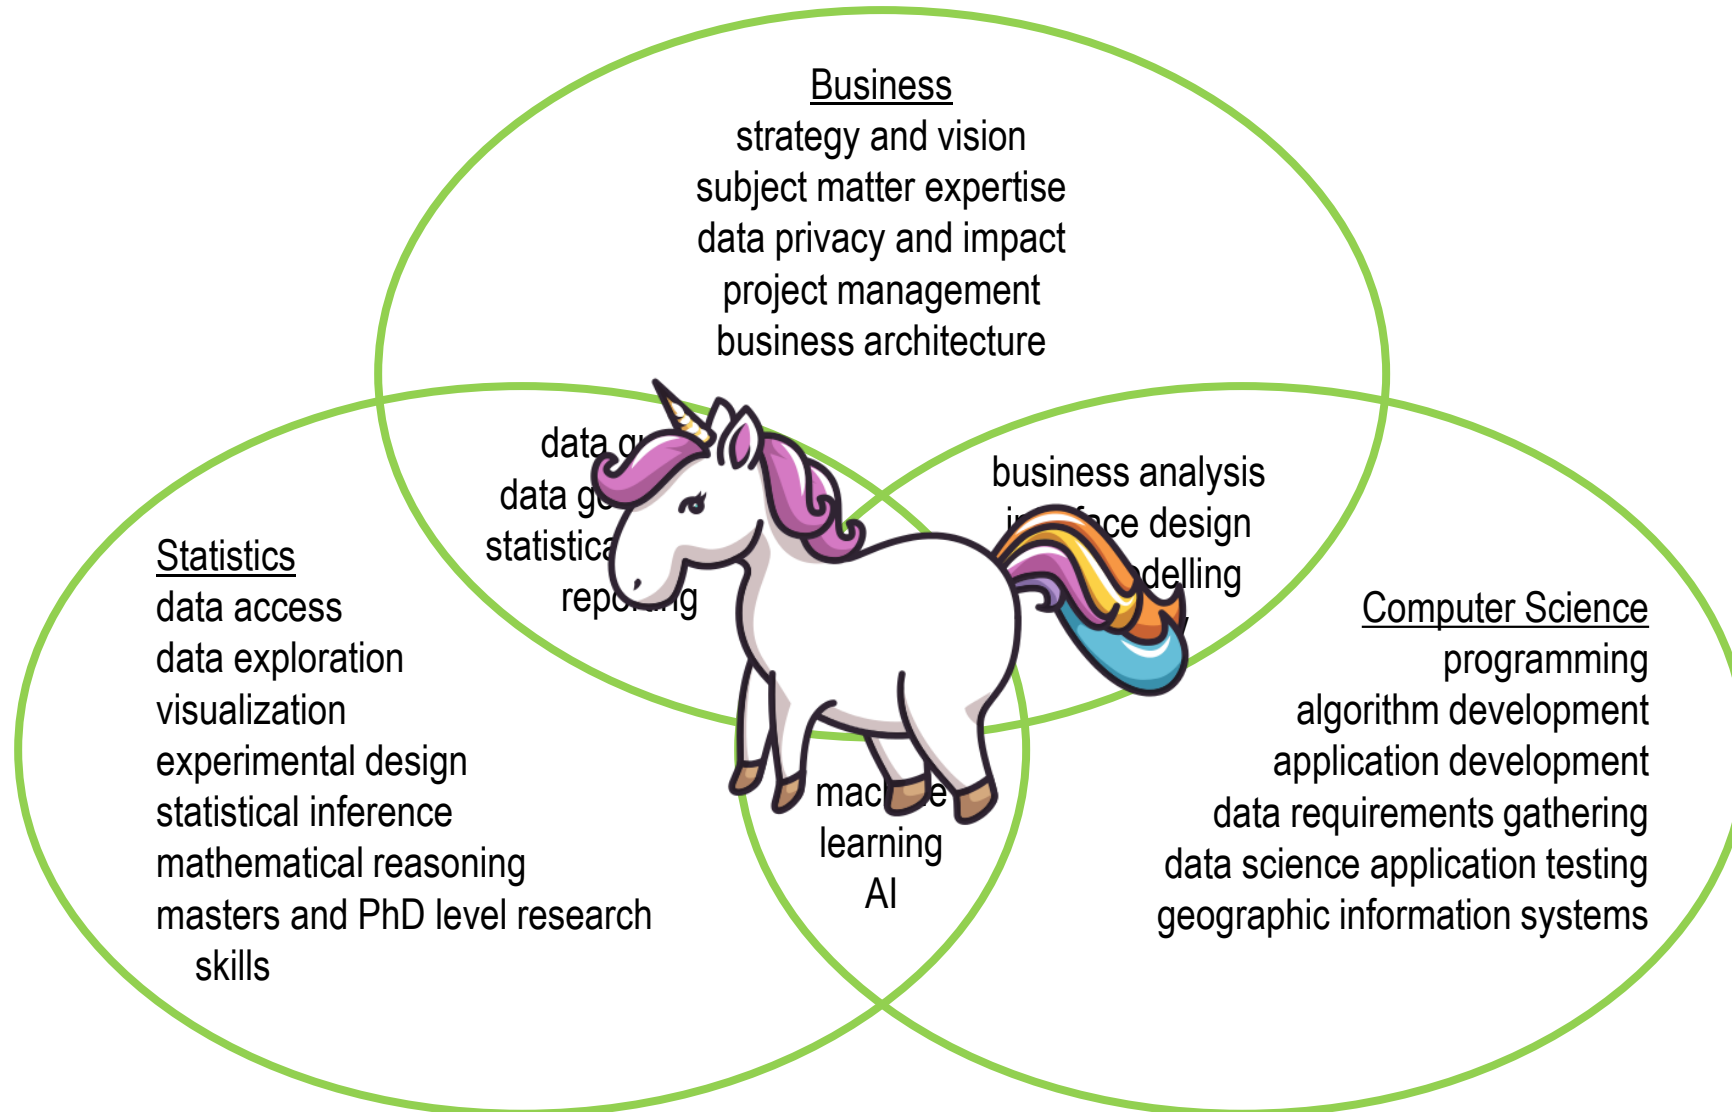 Business
strategy and vision
subject matter expertise
data privacy and impact
project management
business architecture
data
data
reporting
business analysis
interface design
Statistics
data access
data exploration
visualization
experimental design
statistical inference
mathematical reasoning
masters and PhD level research
skills
machine
learning
AI
Computer Science
programming
algorithm development
application development
data requirements gathering
data science application testing
geographic information systems